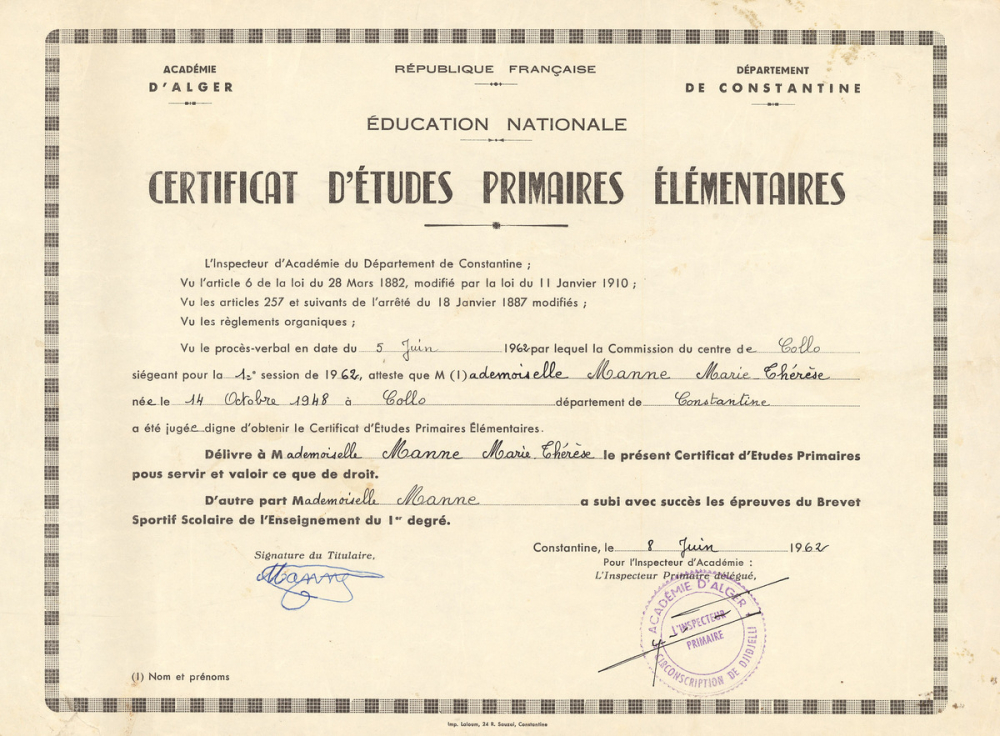 ACADÉMIE
D'ALGER
RÉPUBLIQUE FRANÇAISE
DÉPARTEMENT
DE CONSTANTINE
ÉDUCATION NATIONALE
CERTIFICAT D'ÉTUDES PRIMAIRES ÉLÉMENTAIRES
L'Inspecteur d'Académie du Département de Constantine ;
Vu l'article 6 de la loi du 28 Mars 1882, modifié par la loi du 11 Janvier 1910 ;
Vu les articles 257 et suivants de l'arrêté du 18 Janvier 1887 modifiés ;
Vu les règlements organiques ;
Vu le procès-verbal en date du 5 Juin 1962 par lequel la Commission du centre de Collo
siégeant pour la 1e session de 1962, atteste que M (I) ademoiselle Manne Marie-Thérèse
née le 14 Octobre 1948 à Collo département de Constantine
a été jugée digne d'obtenir le Certificat d'Études Primaires Élémentaires.
Délivre à Mademoiselle Manne Marie-Thérèse le présent Certificat d'Etudes Primaires
pous servir et valoir ce que de droit.
D'autre part Mademoiselle Manne a subi avec succès les épreuves du Brevet
Sportif Scolaire de l'Enseignement du 1er degré.
Constantine, le 8 Juin 1962
Signature du Titulaire,
Manne
Pour l'Inspecteur d'Académie :
L'Inspecteur Primaire délégué,
ACADÉMIE D'ALGER
L'INSPECTEUR
PRIMAIRE
CIRCONSCRIPTION DE DJIDJELLI
(I) Nom et prénoms
Imp. Laloum, 24 R. Sauzai, Constantine